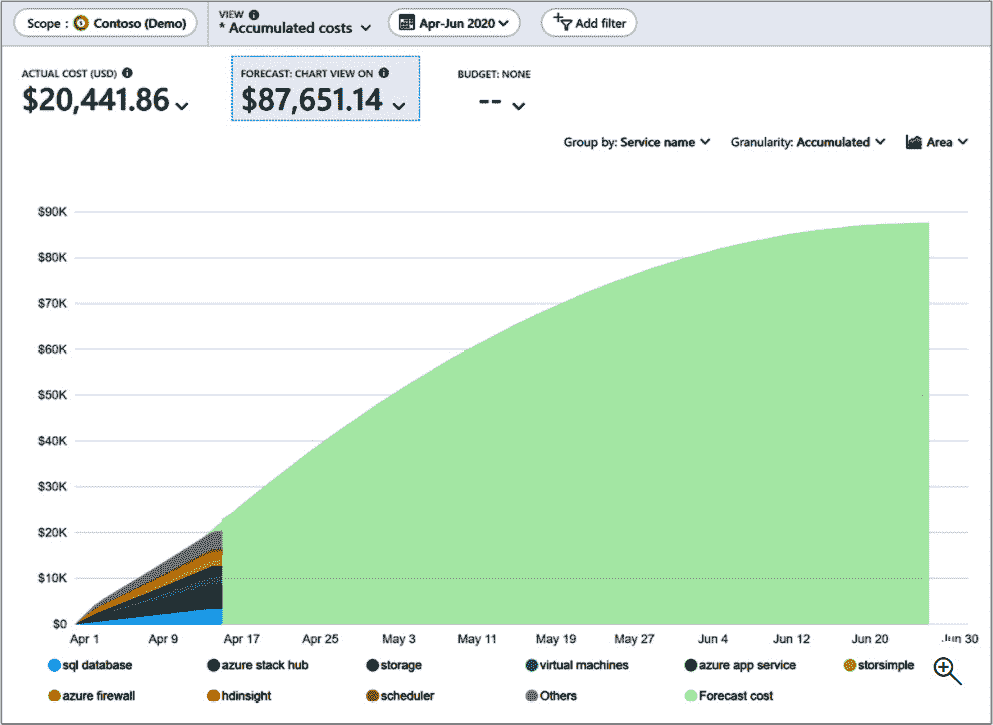 Scope : Contoso (Demo)
VIEW
* Accumulated costs
Apr-Jun 2020
Add filter
ACTUAL COST (USD)
$20,441.86
FORECAST: CHART VIEW ON
$87,651.14
BUDGET: NONE
--
Group by: Service name
Granularity: Accumulated
Area
$90K
$80K
$70K
$60K
$50K
$40K
$30K
$20K
$10K
$0
Apr 1 Apr 9 Apr 17 Apr 25 May 3 May 11 May 19 May 27 Jun 4 Jun 12 Jun 20 Jun 30
sql database azure stack hub storage virtual machines azure app service storsimple
azure firewall hdinsight scheduler Others Forecast cost